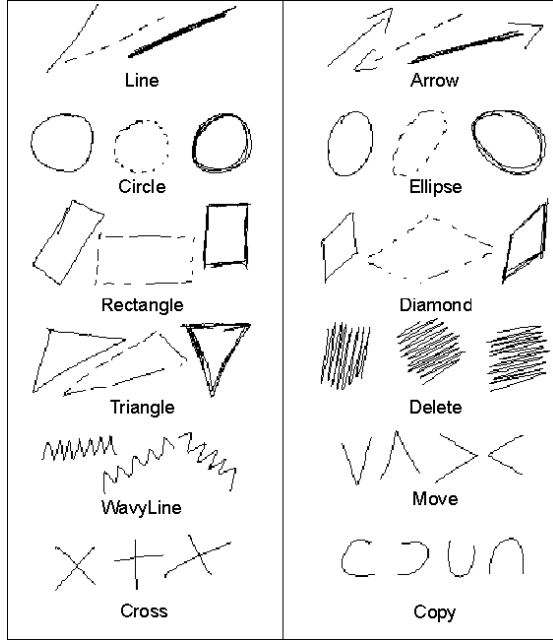 Line
Arrow
Circle
Ellipse
Rectangle
Diamond
Triangle
Delete
WavyLine
Move
Cross
Copy